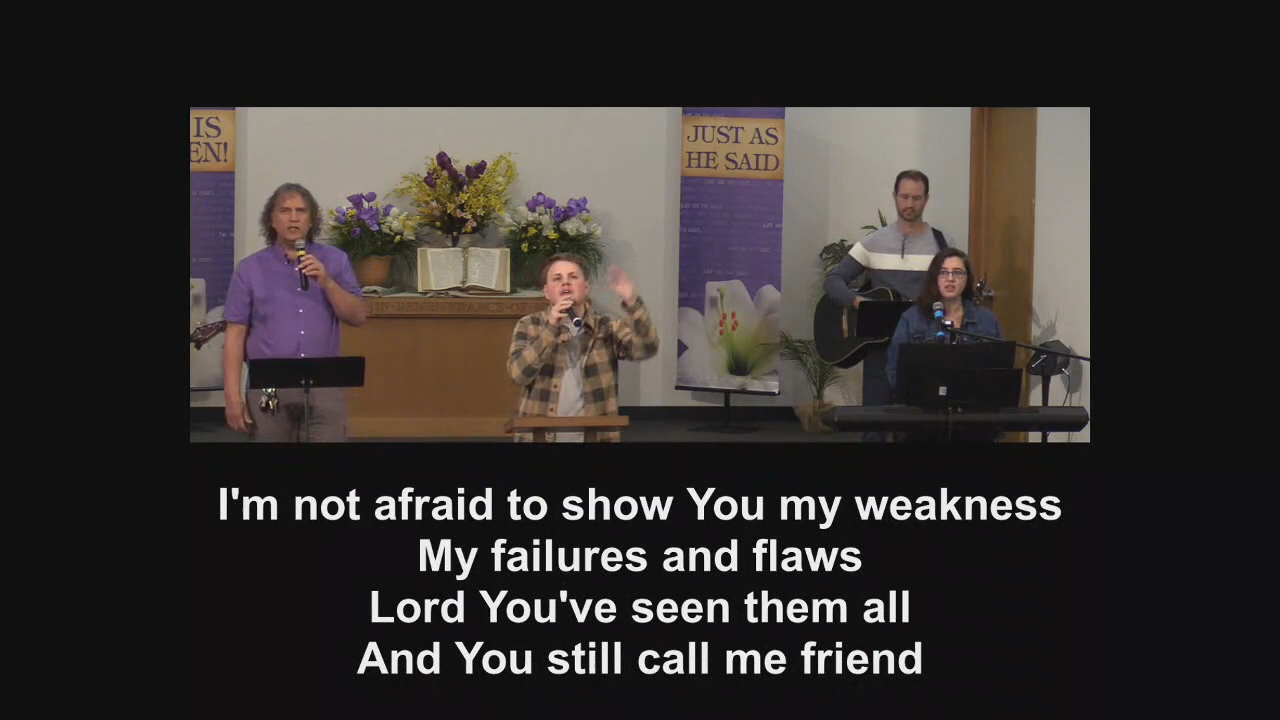 IS
EN!
JUST AS
HE SAID
I'm not afraid to show You my weakness
My failures and flaws
Lord You've seen them all
And You still call me friend